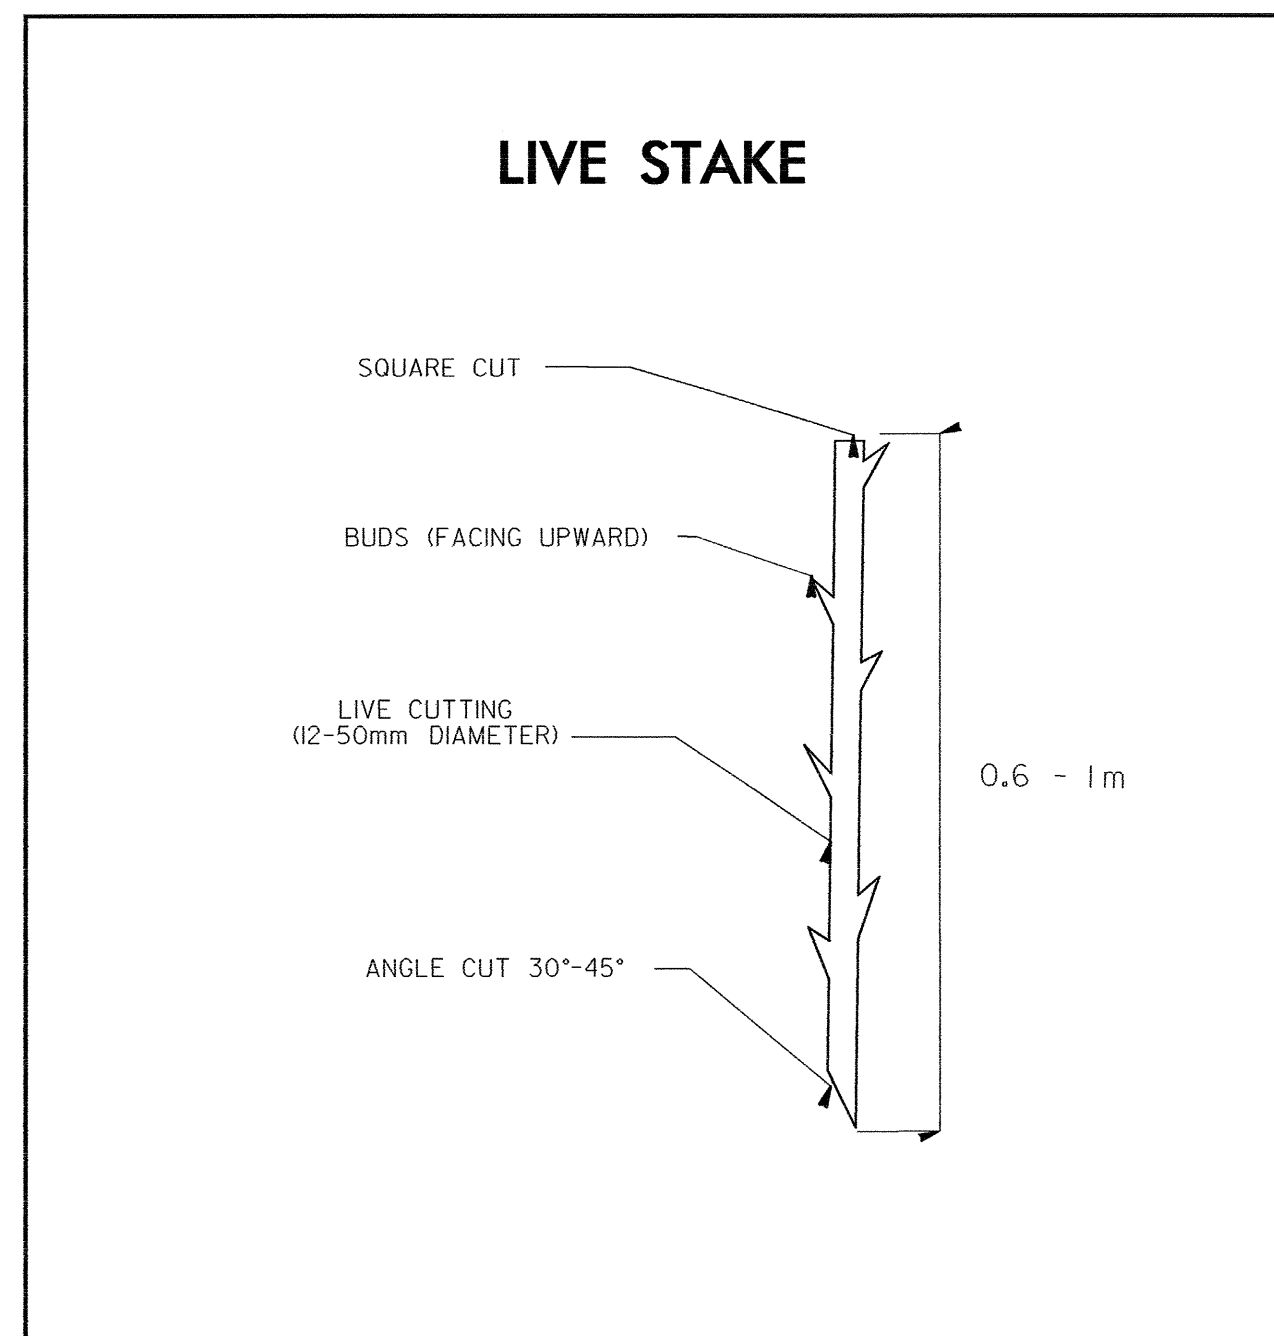 LIVE STAKE
SQUARE CUT
BUDS (FACING UPWARD)
LIVE CUTTING
(12-50mm DIAMETER)
0.6 - 1m
ANGLE CUT 30°-45°